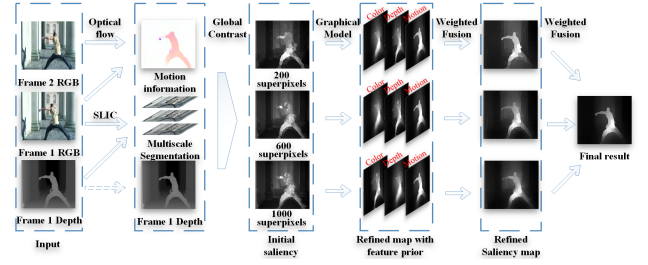 Optical
flow
Global
Contrast
Graphical
Model
Weighted
Fusion
Weighted
Fusion
Frame 2 RGB
Motion
information
200
superpixels
Color
Depth
Motion
SLIC
Frame 1 RGB
Multiscale
Segmentation
600
superpixels
Color
Depth
Motion
Final result
Frame 1 Depth
Frame 1 Depth
1000
superpixels
Color
Depth
Motion
Input
Initial
saliency
Refined map with
feature prior
Refined
Saliency map